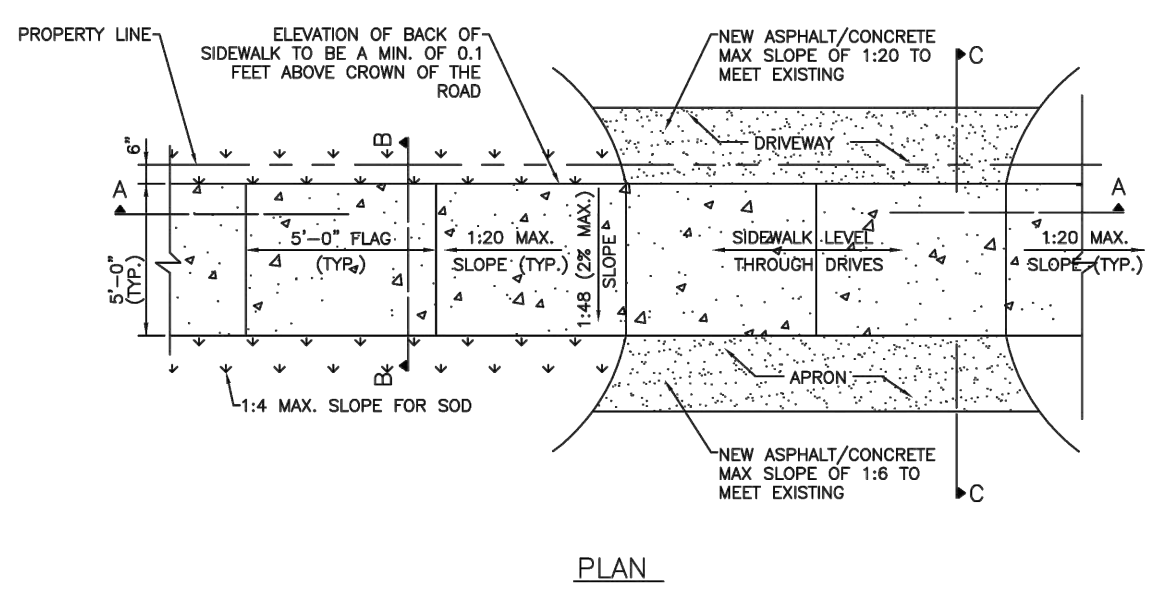 PROPERTY LINE
ELEVATION OF BACK OF
SIDEWALK TO BE A MIN. OF 0.1
FEET ABOVE CROWN OF THE
ROAD
NEW ASPHALT/CONCRETE
MAX SLOPE OF 1:20 TO
MEET EXISTING
C
6"
B
DRIVEWAY
A
A
5'-0" FLAG
(TYP.)
1:20 MAX.
SLOPE (TYP.)
1:48 (2% MAX.)
SLOPE
SIDEWALK LEVEL
THROUGH DRIVES
1:20 MAX.
SLOPE (TYP.)
5'-0"
(TYP.)
B
APRON
1:4 MAX. SLOPE FOR SOD
NEW ASPHALT/CONCRETE
MAX SLOPE OF 1:6 TO
MEET EXISTING
C
PLAN